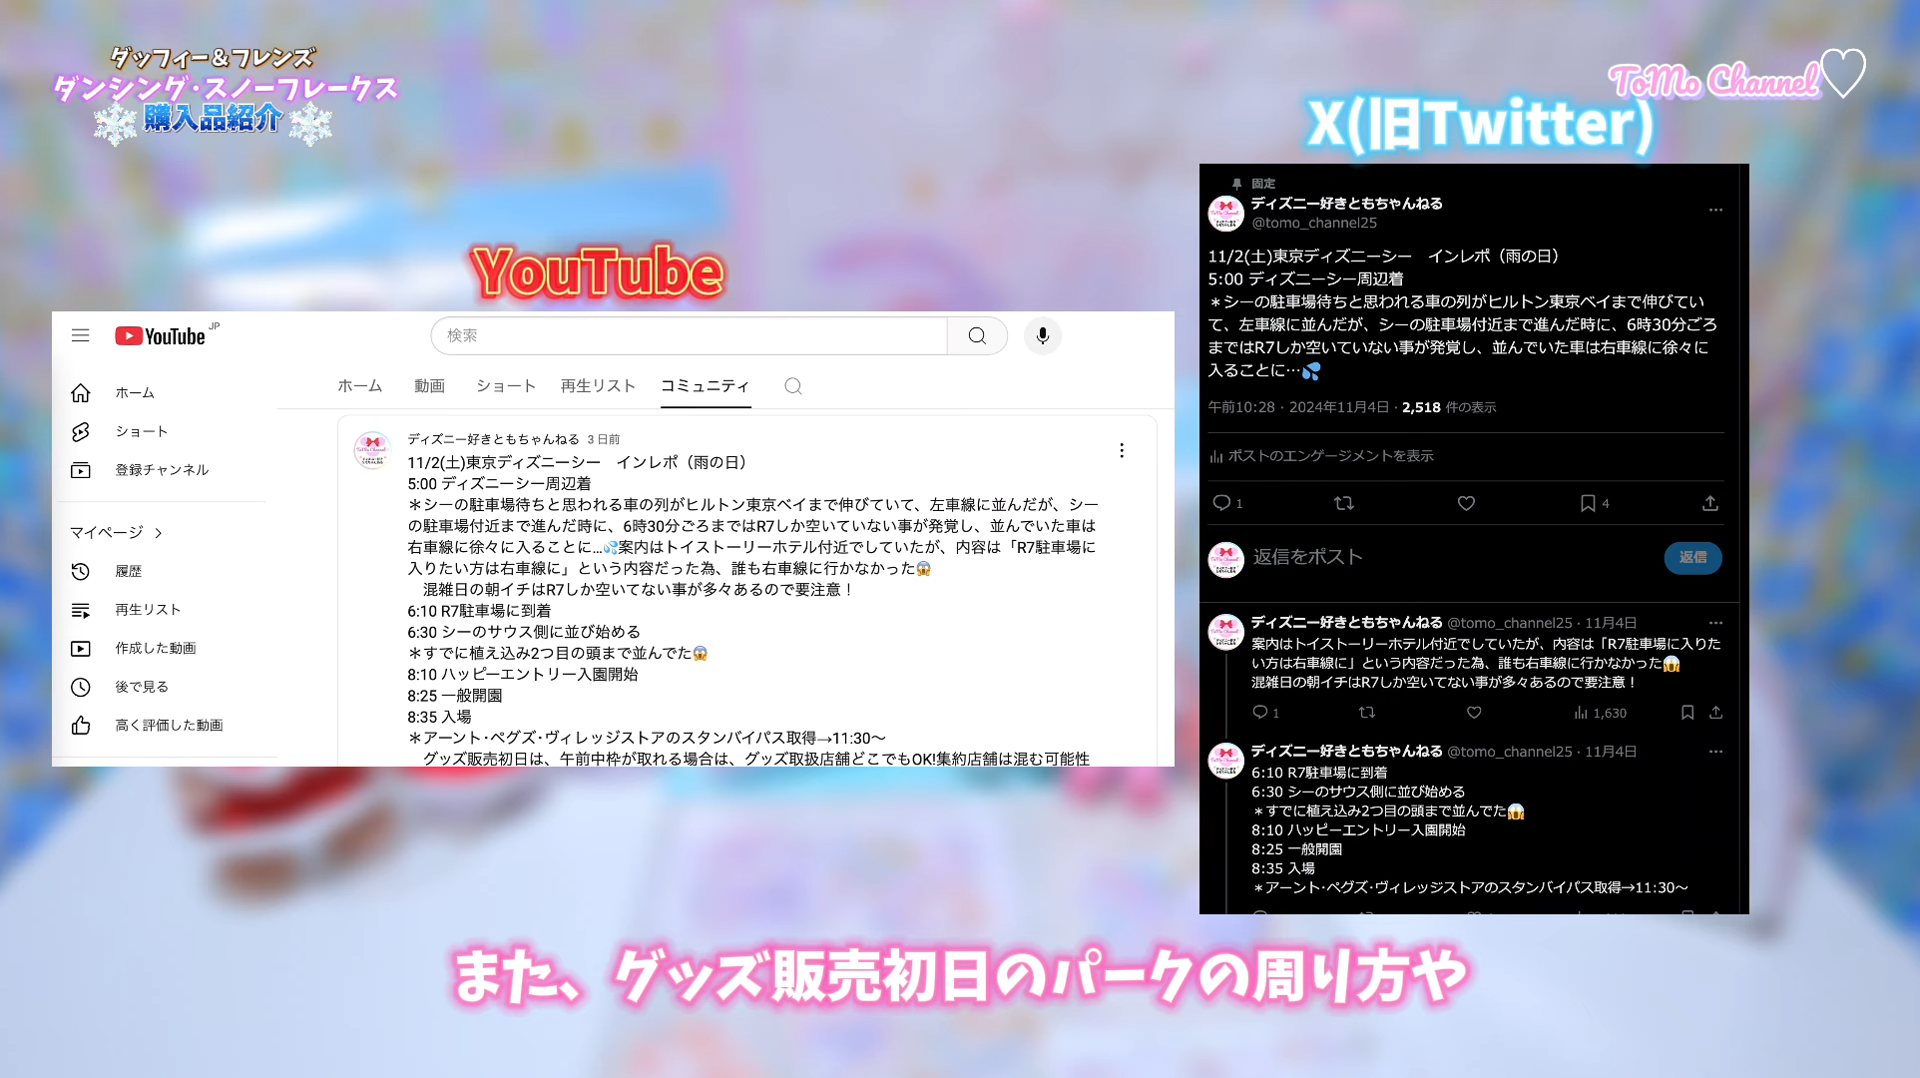 ダッフィー&フレンズ
ダンシング･スノーフレークス
購入品紹介
ToMo Channel
X(旧Twitter)
YouTube
YouTube JP
検索
ホーム
ショート
登録チャンネル
マイページ
履歴
再生リスト
作成した動画
後で見る
高く評価した動画
ホーム 動画 ショート 再生リスト コミュニティ
ディズニー好きともちゃんねる 3 日前
11/2(土)東京ディズニーシー　インレポ（雨の日）
5:00 ディズニーシー周辺着
＊シーの駐車場待ちと思われる車の列がヒルトン東京ベイまで伸びていて、左車線に並んだが、シー
の駐車場付近まで進んだ時に、6時30分ごろまではR7しか空いていない事が発覚し、並んでいた車は
右車線に徐々に入ることに...💦案内はトイストーリーホテル付近でしていたが、内容は「R7駐車場に
入りたい方は右車線に」という内容だった為、誰も右車線に行かなかった😱
　混雑日の朝イチはR7しか空いてない事が多々あるので要注意！
6:10 R7駐車場に到着
6:30 シーのサウス側に並び始める
＊すでに植え込み2つ目の頭まで並んでた😱
8:10 ハッピーエントリー入園開始
8:25 一般開園
8:35 入場
＊アーント･ペグズ･ヴィレッジストアのスタンバイパス取得→11:30〜
　グッズ販売初日は、午前中枠が取れる場合は、グッズ取扱店舗どこでもOK!集約店舗は混む可能性
固定
ディズニー好きともちゃんねる
@tomo_channel25
11/2(土)東京ディズニーシー　インレポ（雨の日）
5:00 ディズニーシー周辺着
＊シーの駐車場待ちと思われる車の列がヒルトン東京ベイまで伸びてい
て、左車線に並んだが、シーの駐車場付近まで進んだ時に、6時30分ごろ
まではR7しか空いていない事が発覚し、並んでいた車は右車線に徐々に
入ることに…💦
午前10:28 · 2024年11月4日 · 2,518 件の表示
ポストのエンゲージメントを表示
1 4
返信をポスト 返信
ディズニー好きともちゃんねる @tomo_channel25 · 11月4日
案内はトイストーリーホテル付近でしていたが、内容は「R7駐車場に入りた
い方は右車線に」という内容だった為、誰も右車線に行かなかった😱
混雑日の朝イチはR7しか空いてない事が多々あるので要注意！
1 1,630
ディズニー好きともちゃんねる @tomo_channel25 · 11月4日
6:10 R7駐車場に到着
6:30 シーのサウス側に並び始める
＊すでに植え込み2つ目の頭まで並んでた😱
8:10 ハッピーエントリー入園開始
8:25 一般開園
8:35 入場
＊アーント･ペグズ･ヴィレッジストアのスタンバイパス取得→11:30〜
また、グッズ販売初日のパークの周り方や